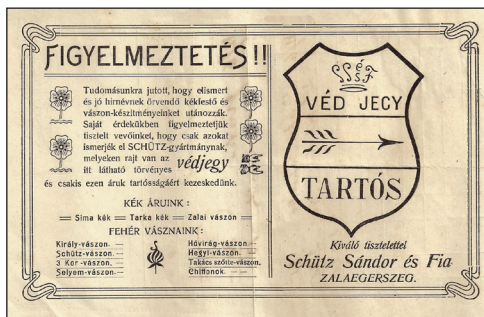 FIGYELMEZTETÉS!!
Tudomásunkra jutott, hogy elismert
és jó hírnévnek örvendő kékfestő és
vászon-készítményeinket utánozzák.
Saját érdekükben figyelmeztetjük
tisztelt vevőinket, hogy csak azokat
ismerjék el SCHÜTZ-gyártmánynak,
melyeken rajt van az
itt látható törvényes védjegy
és csakis ezen áruk tartósságáért kezeskedünk.
KÉK ÁRUINK :
Sima kék — Tarka kék — Zalai vászon
FEHÉR VÁSZNAINK :
Király-vászon.—
Schütz-vászon.—
3 Kor-vászon.—
Selyem-vászon.—
Hóvirág-vászon.—
Hegyi-vászon.—
Takács szőtte-vászon.
Chiffonok.—
S és F
VÉD JEGY
TARTÓS
Kiváló tisztelettel
Schütz Sándor és Fia
ZALAEGERSZEG.